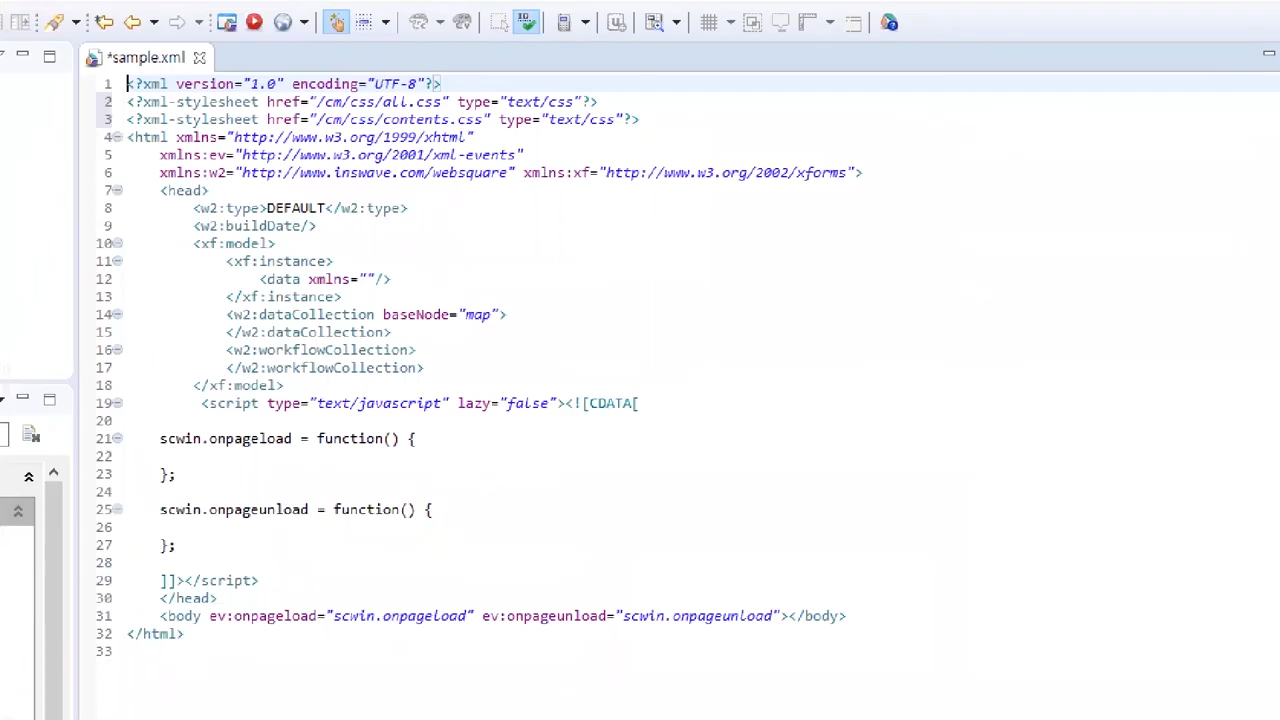 *sample.xml
1 <?xml version="1.0" encoding="UTF-8"?>
2 <?xml-stylesheet href="/cm/css/all.css" type="text/css"?>
3 <?xml-stylesheet href="/cm/css/contents.css" type="text/css"?>
4 <html xmlns="http://www.w3.org/1999/xhtml"
5 xmlns:ev="http://www.w3.org/2001/xml-events"
6 xmlns:w2="http://www.inswave.com/websquare" xmlns:xf="http://www.w3.org/2002/xforms">
7 <head>
8 <w2:type>DEFAULT</w2:type>
9 <w2:buildDate/>
10 <xf:model>
11 <xf:instance>
12 <data xmlns=""/>
13 </xf:instance>
14 <w2:dataCollection baseNode="map">
15 </w2:dataCollection>
16 <w2:workflowCollection>
17 </w2:workflowCollection>
18 </xf:model>
19 <script type="text/javascript" lazy="false"><![CDATA[
20
21 scwin.onpageload = function() {
22
23 };
24
25 scwin.onpageunload = function() {
26
27 };
28
29 ]]></script>
30 </head>
31 <body ev:onpageload="scwin.onpageload" ev:onpageunload="scwin.onpageunload"></body>
32 </html>
33